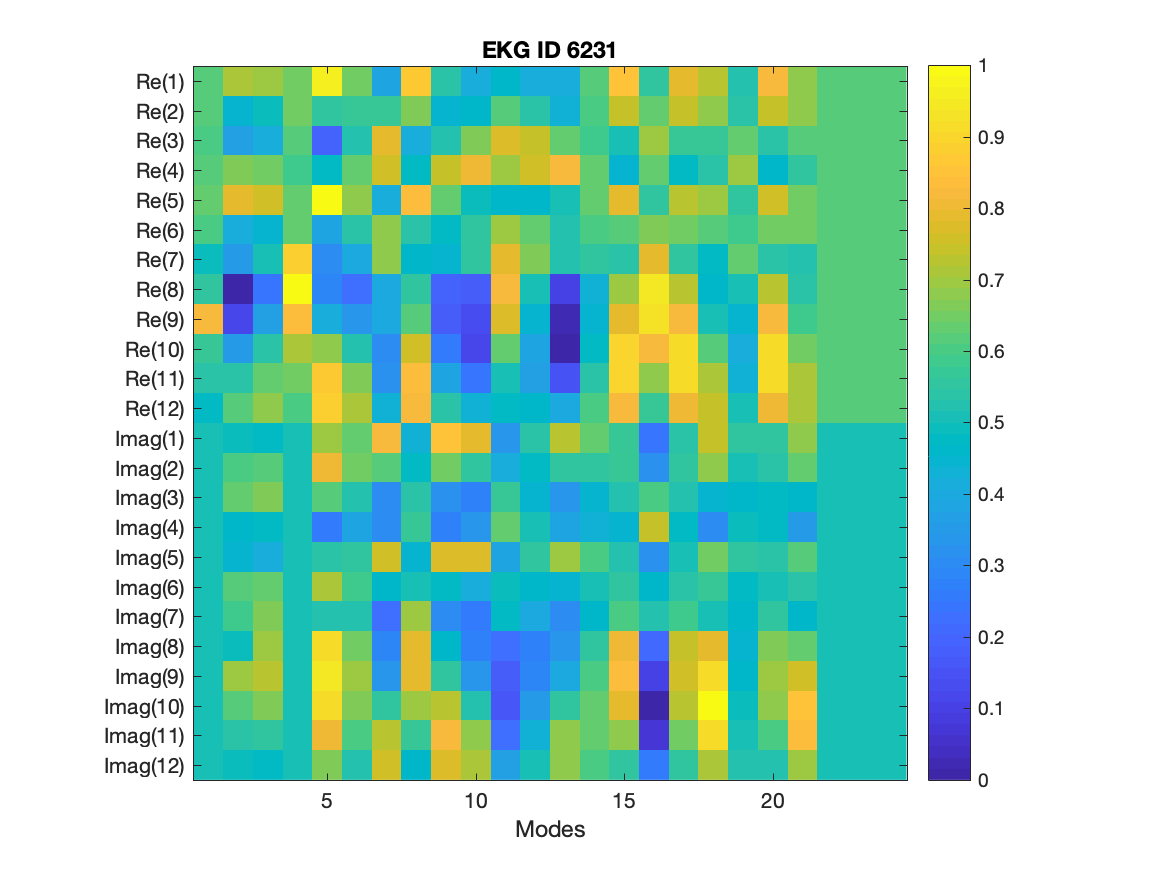 EKG ID 6231
Re(1)
Re(2)
Re(3)
Re(4)
Re(5)
Re(6)
Re(7)
Re(8)
Re(9)
Re(10)
Re(11)
Re(12)
Imag(1)
Imag(2)
Imag(3)
Imag(4)
Imag(5)
Imag(6)
Imag(7)
Imag(8)
Imag(9)
Imag(10)
Imag(11)
Imag(12)
5 10 15 20
Modes
1
0.9
0.8
0.7
0.6
0.5
0.4
0.3
0.2
0.1
0